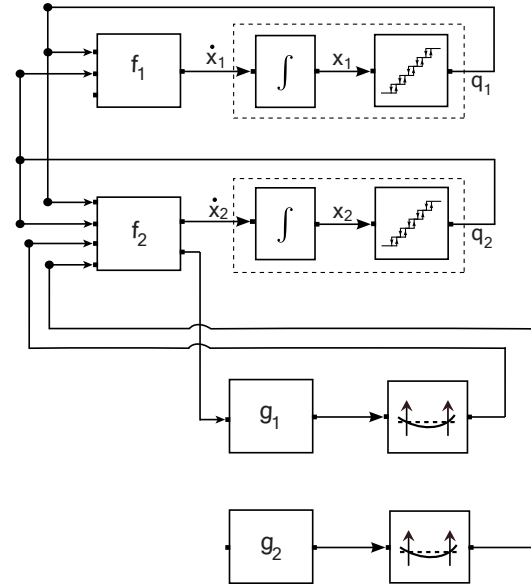 f₁ ẋ₁ ∫ x₁ q₁
f₂ ẋ₂ ∫ x₂ q₂
g₁
g₂